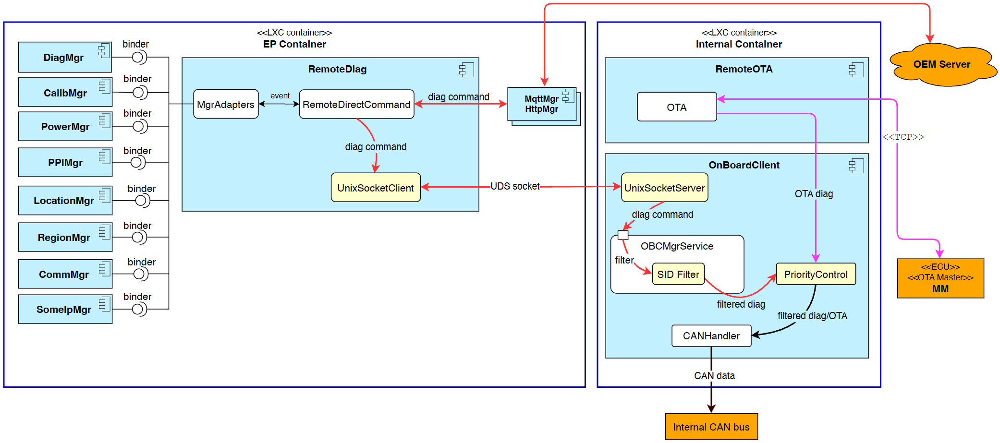 <<LXC container>>
EP Container
DiagMgr
binder
CalibMgr
binder
PowerMgr
binder
PPIMgr
binder
LocationMgr
binder
RegionMgr
binder
CommMgr
binder
SomeIpMgr
binder
RemoteDiag
MgrAdapters
event
RemoteDirectCommand
diag command
MqttMgr
HttpMgr
diag command
UnixSocketClient
UDS socket
<<LXC container>>
Internal Container
RemoteOTA
OTA
OnBoardClient
UnixSocketServer
OTA diag
diag command
OBCMgrService
filter
SID Filter
PriorityControl
filtered diag
filtered diag/OTA
CANHandler
CAN data
Internal CAN bus
OEM Server
<<TCP>>
<<ECU>>
<<OTA Master>>
MM